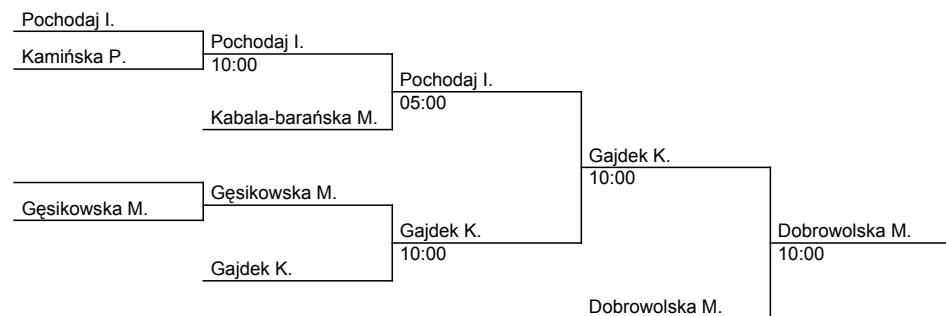 Pochodaj I.
Kamińska P.
Pochodaj I.
10:00
Kabala-barańska M.
Pochodaj I.
05:00
Gęsikowska M.
Gęsikowska M.
Gajdek K.
Gajdek K.
10:00
Gajdek K.
10:00
Dobrowolska M.
Dobrowolska M.
10:00